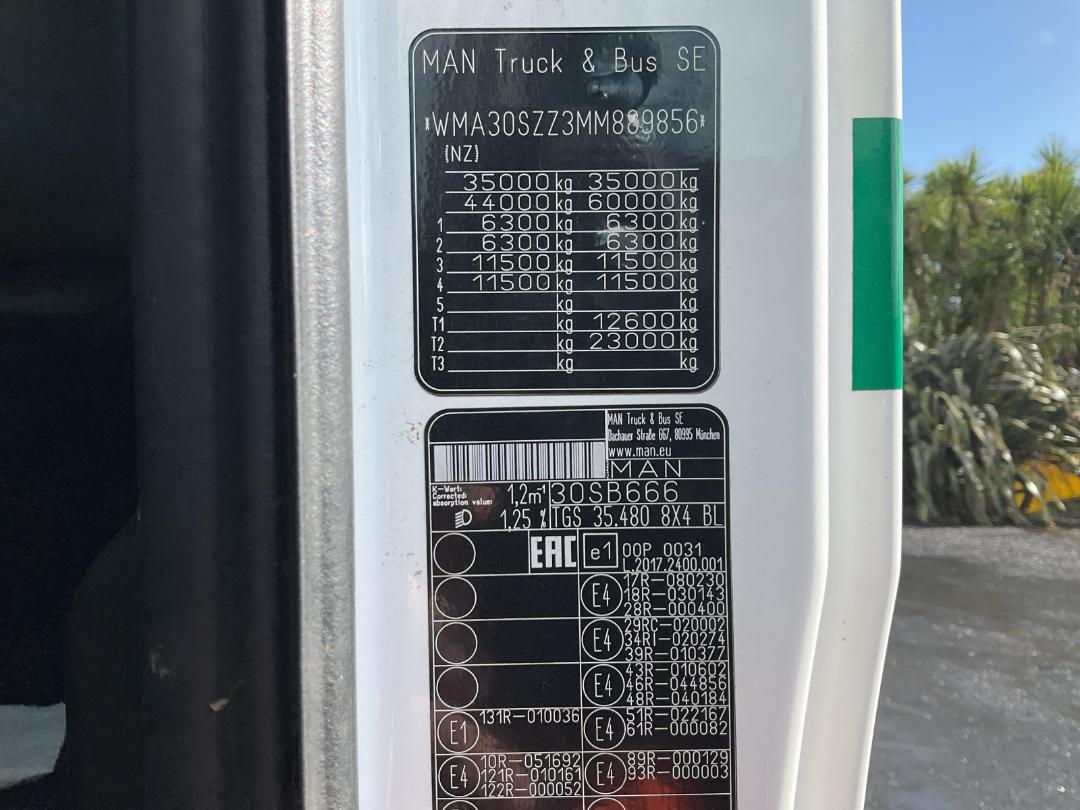 MAN Truck & Bus SE
*WMA30SZZ3MM889856*
(NZ)
35000 kg 35000 kg
44000 kg 60000 kg
1 6300 kg 6300 kg
2 6300 kg 6300 kg
3 11500 kg 11500 kg
4 11500 kg 11500 kg
5 kg kg
T1 kg 12600 kg
T2 kg 23000 kg
T3 kg kg
MAN Truck & Bus SE
Dachauer Straße 667, 80995 München
www.man.eu
MAN
K-Wert:
Corrected
absorption value:
1,2m-1
30SB666
1,25 %
TGS 35.480 8X4 BL
EAC
e1 00P 0031
L.2017.2400.001
E4
17R-080230
18R-030143
28R-000400
E4
29RC-020002
34RI-020274
39R-010377
E4
43R-010602
46R-044856
48R-040184
E1 131R-010036
E4
51R-022167
61R-000082
E4
10R-051692
121R-010161
122R-000052
E4
89R-000129
93R-000003